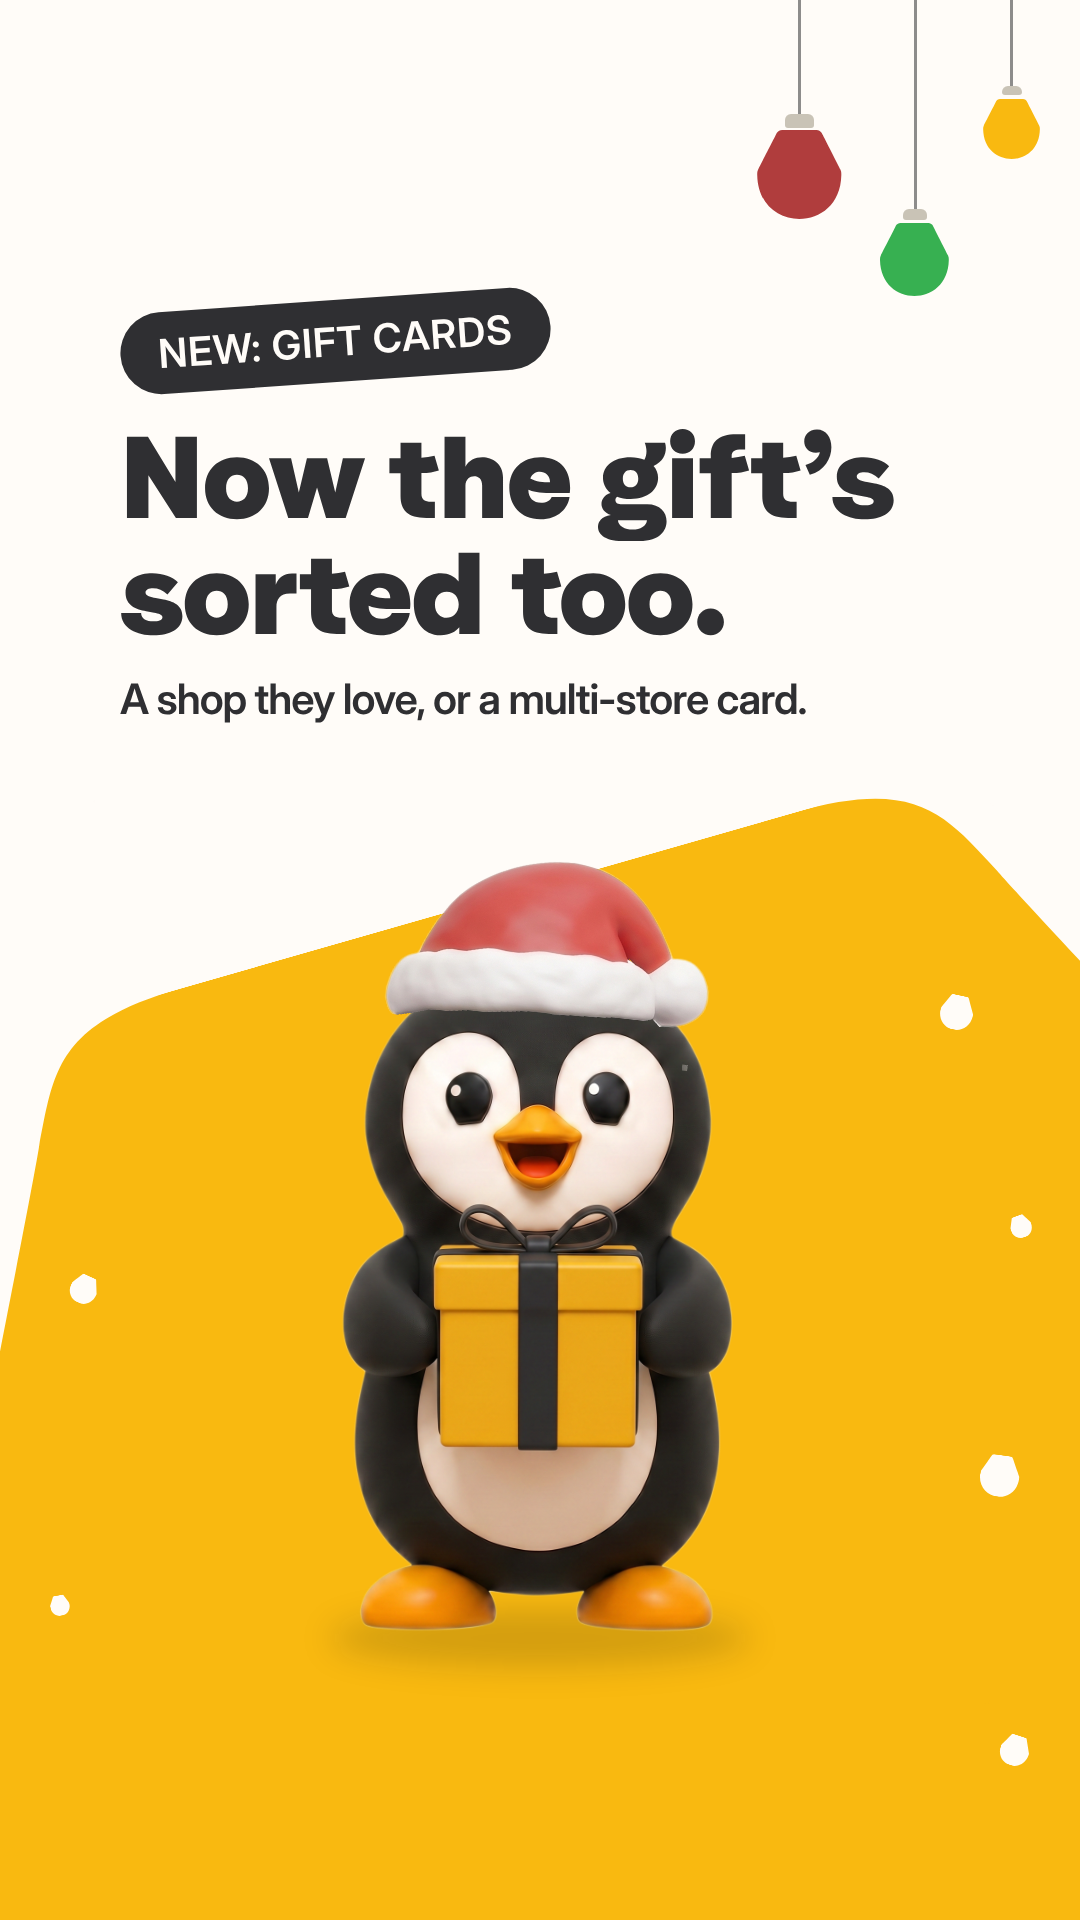 NEW: GIFT CARDS
Now the gift’s
sorted too.
A shop they love, or a multi-store card.